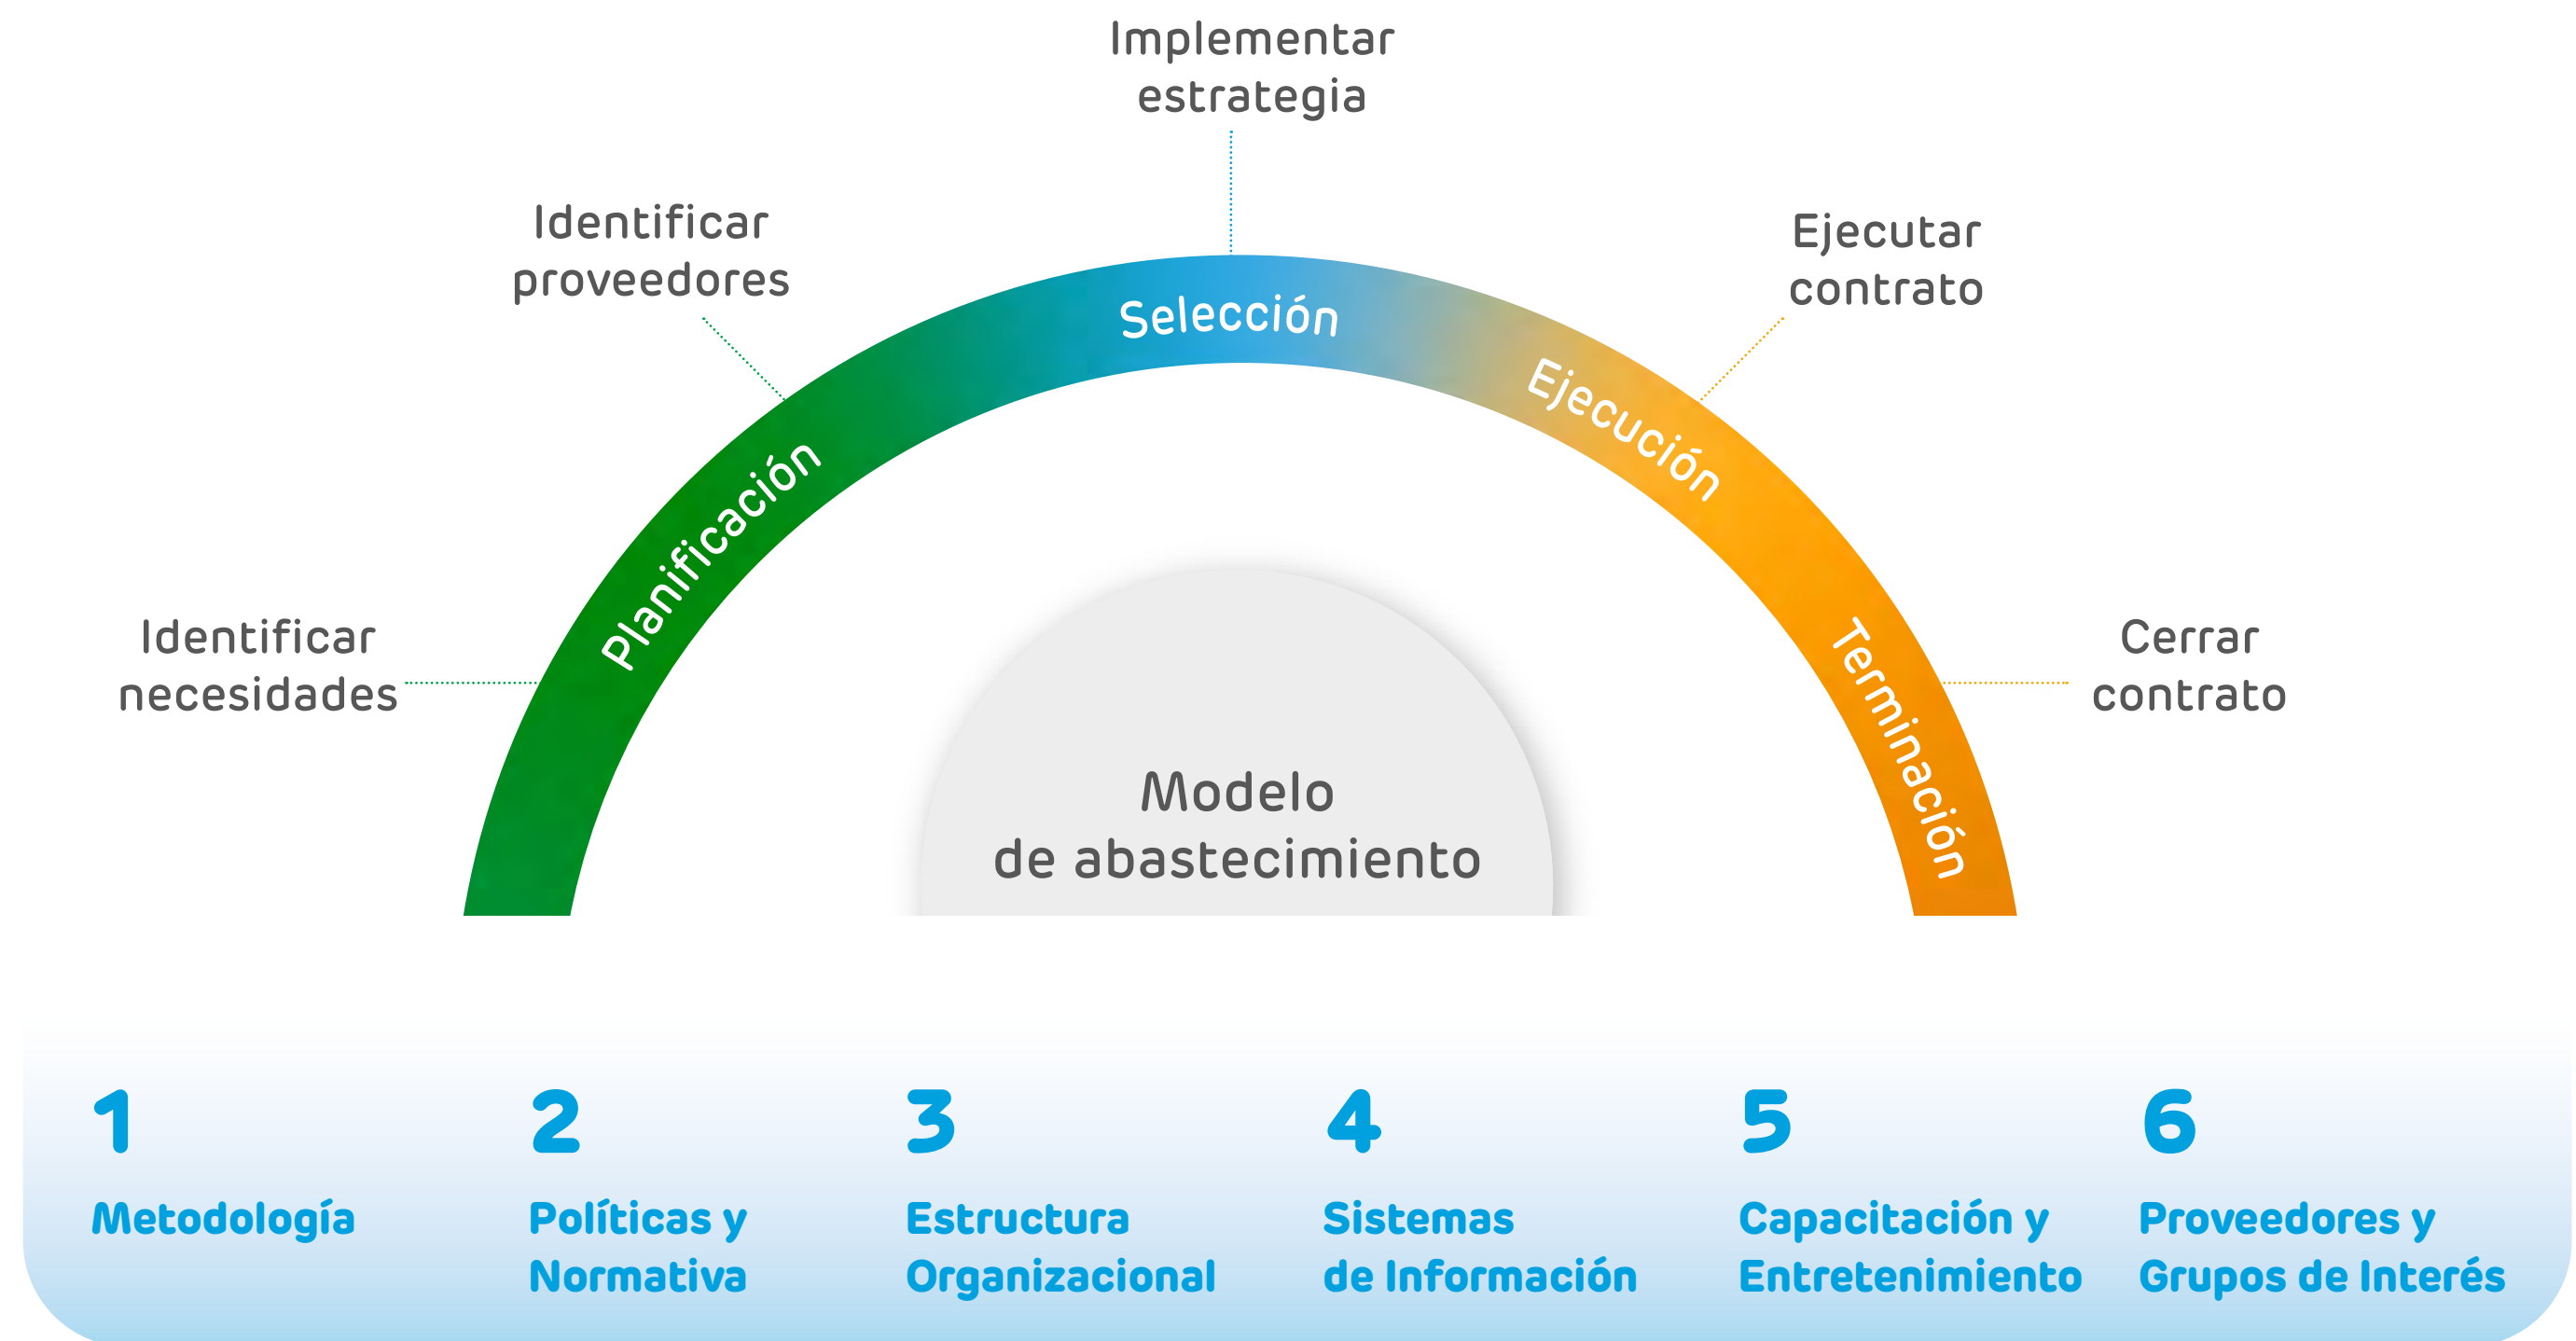 Implementar
estrategia
Identificar
proveedores
Ejecutar
contrato
Selección
Ejecución
Planificación
Identificar
necesidades
Terminación
Cerrar
contrato
Modelo
de abastecimiento
1
Metodología
2
Políticas y
Normativa
3
Estructura
Organizacional
4
Sistemas
de Información
5
Capacitación y
Entretenimiento
6
Proveedores y
Grupos de Interés